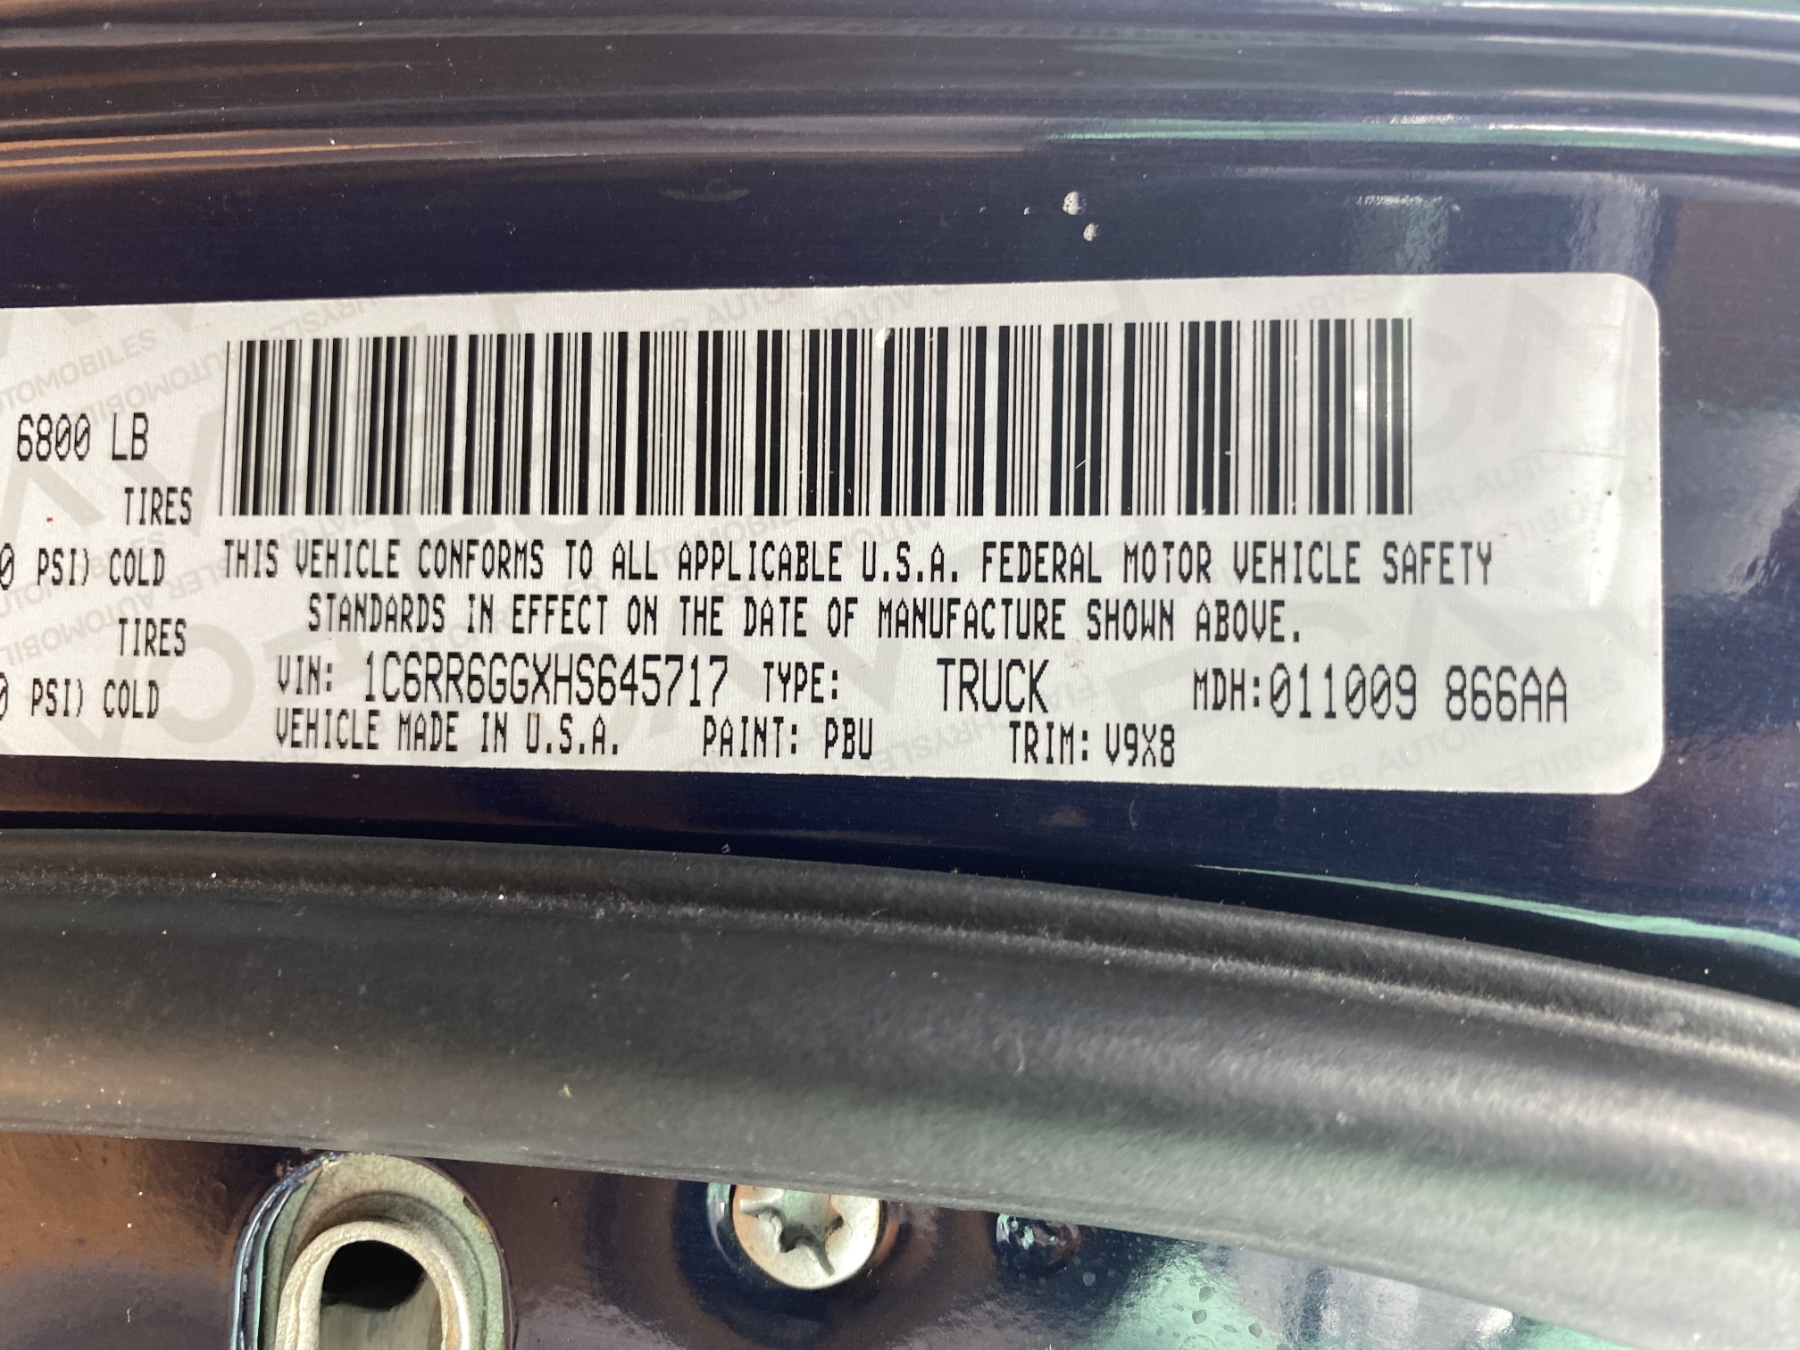 6800 LB
TIRES
0 PSI) COLD
TIRES
0 PSI) COLD
THIS VEHICLE CONFORMS TO ALL APPLICABLE U.S.A. FEDERAL MOTOR VEHICLE SAFETY
STANDARDS IN EFFECT ON THE DATE OF MANUFACTURE SHOWN ABOVE.
VIN: 1C6RR6GGXHS645717 TYPE: TRUCK MDH:011009 866AA
VEHICLE MADE IN U.S.A. PAINT: PBU TRIM: V9X8